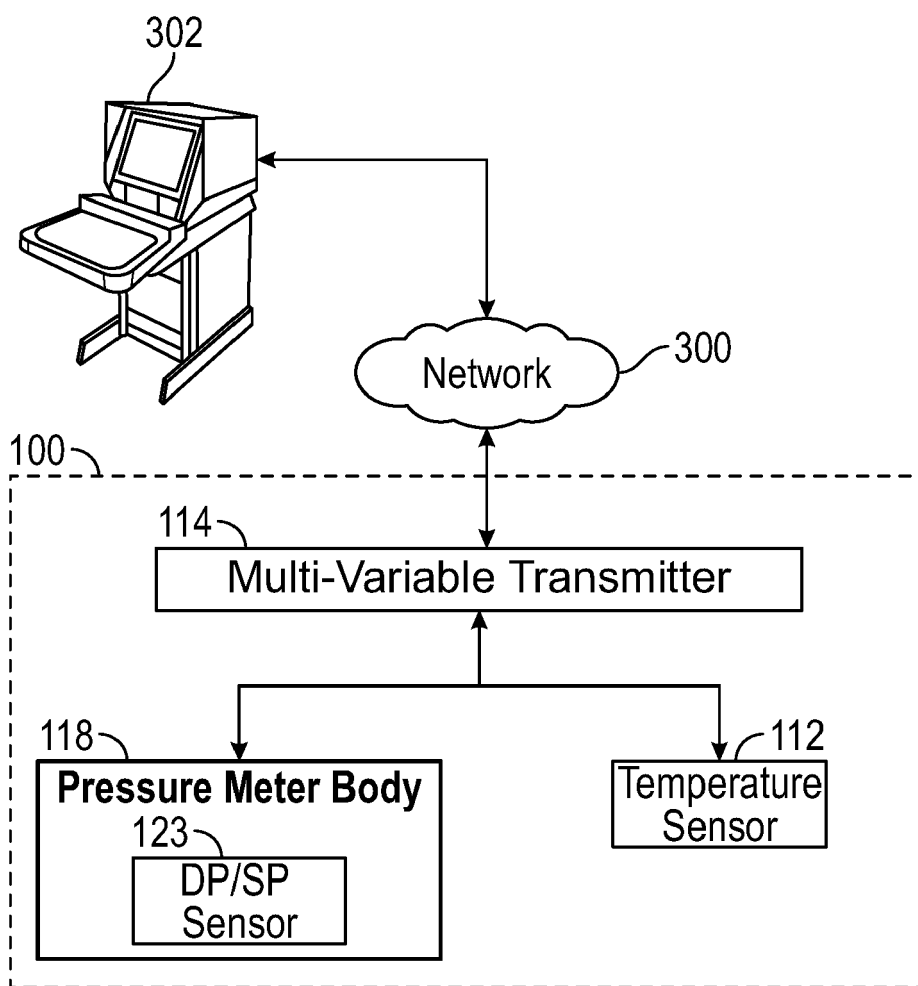 302
Network
300
100
114
Multi-Variable Transmitter
118
Pressure Meter Body
123
DP/SP
Sensor
112
Temperature
Sensor